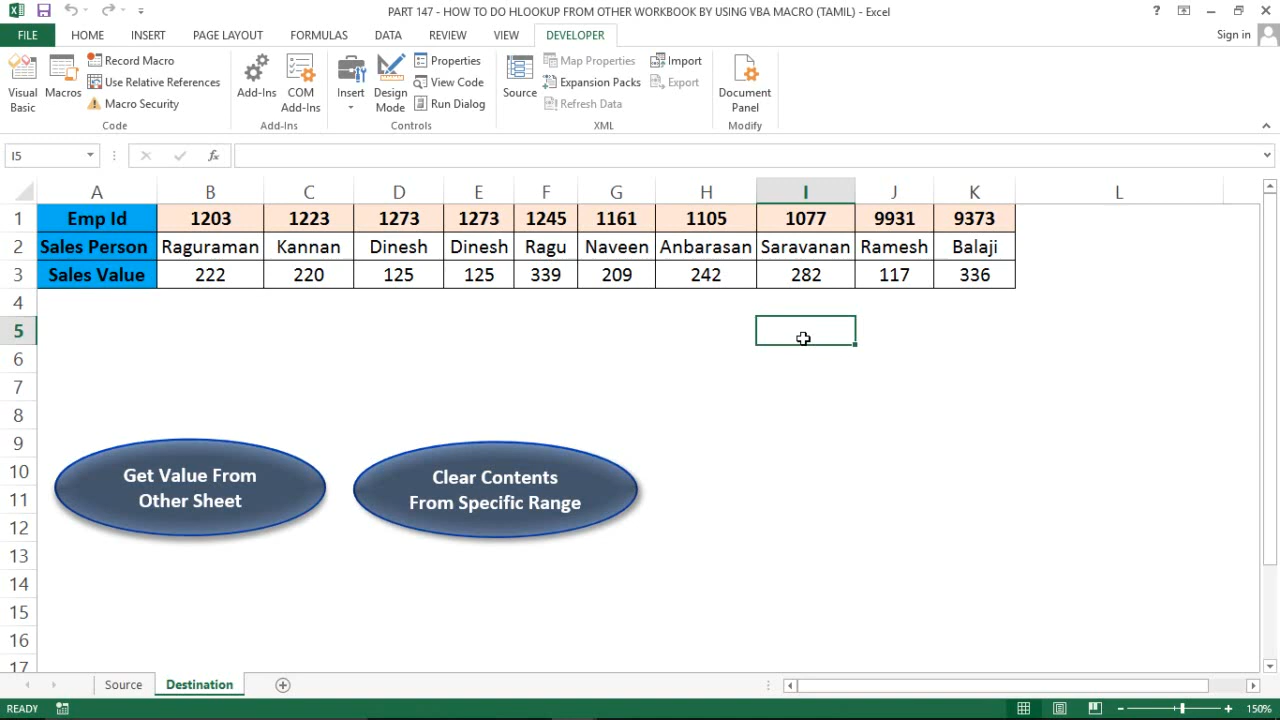 PART 147 - HOW TO DO HLOOKUP FROM OTHER WORKBOOK BY USING VBA MACRO (TAMIL) - Excel
FILE HOME INSERT PAGE LAYOUT FORMULAS DATA REVIEW VIEW DEVELOPER Sign in
Visual Basic
Macros
Record Macro
Use Relative References
Macro Security
Code
Add-Ins
COM Add-Ins
Add-Ins
Insert
Design Mode
Properties
View Code
Run Dialog
Controls
Source
Map Properties
Expansion Packs
Refresh Data
Import
Export
XML
Document Panel
Modify
I5 fx
A B C D E F G H I J K L
1 Emp Id 1203 1223 1273 1273 1245 1161 1105 1077 9931 9373
2 Sales Person Raguraman Kannan Dinesh Dinesh Ragu Naveen Anbarasan Saravanan Ramesh Balaji
3 Sales Value 222 220 125 125 339 209 242 282 117 336
4
5
6
7
8
9
10
11
12
13
14
15
16
17
Get Value From
Other Sheet
Clear Contents
From Specific Range
Source Destination
READY 150%